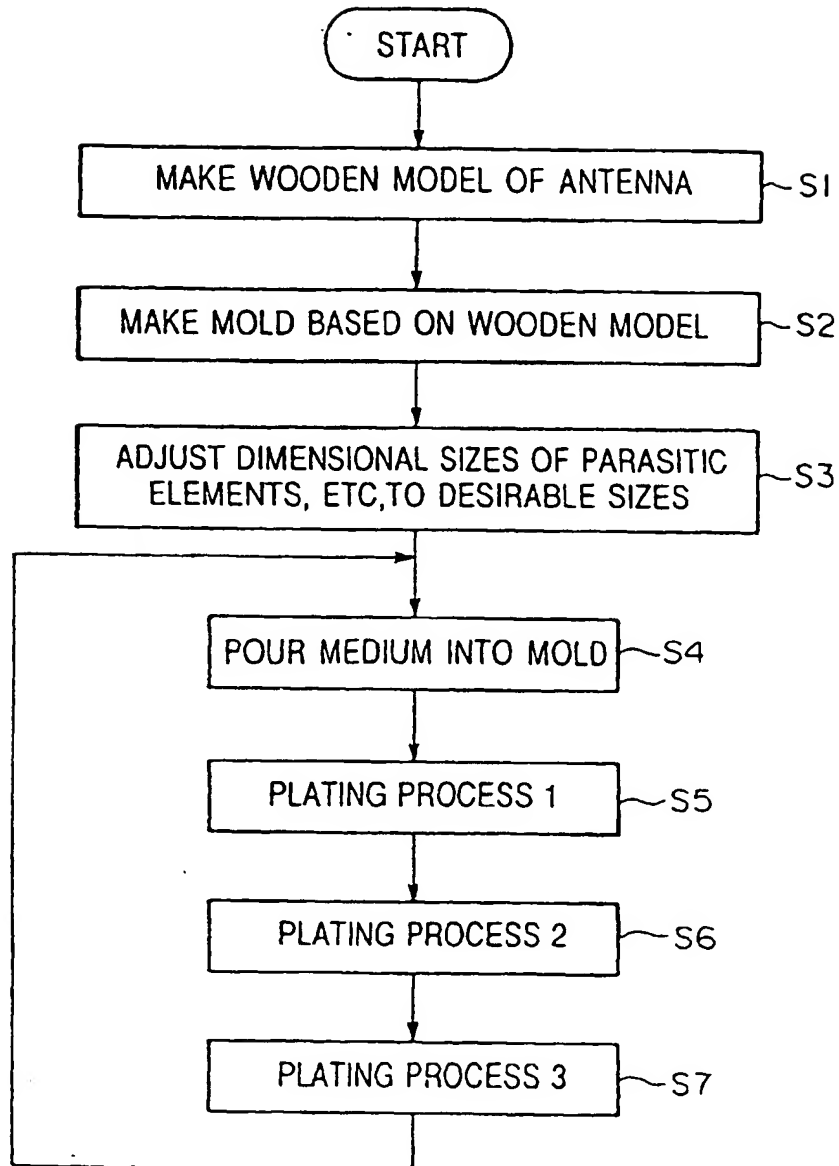 START
MAKE WOODEN MODEL OF ANTENNA
S1
MAKE MOLD BASED ON WOODEN MODEL
S2
ADJUST DIMENSIONAL SIZES OF PARASITIC
ELEMENTS, ETC,TO DESIRABLE SIZES
S3
POUR MEDIUM INTO MOLD
S4
PLATING PROCESS 1
S5
PLATING PROCESS 2
S6
PLATING PROCESS 3
S7